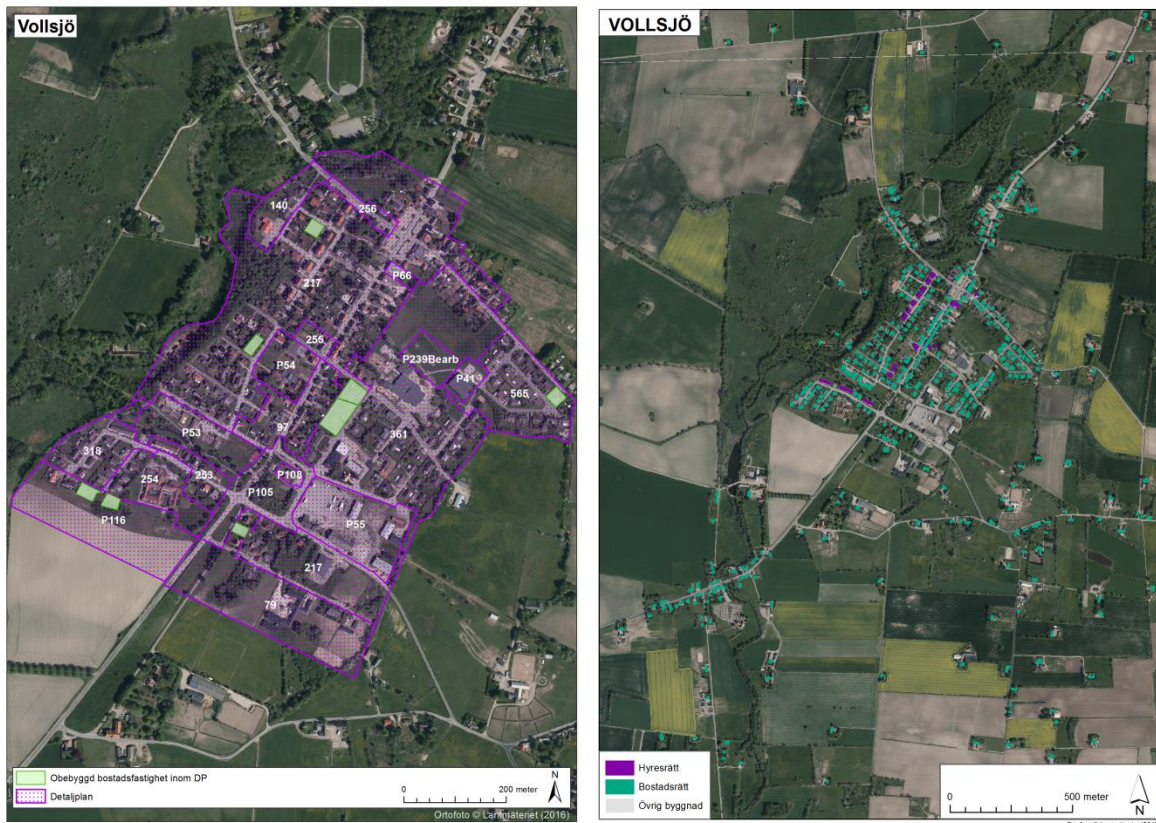 Vollsjö
140
256
P66
217
255
P54
P239Bearb
P41
565
97
361
P53
318
253
254
P108
P105
P116
P55
217
79
Obebyggd bostadsfastighet inom DP
Detaljplan
0 200 meter
N
Ortofoto © Lantmäteriet (2016)
VOLLSJÖ
Hyresrätt
Bostadsrätt
Övrig byggnad
0 500 meter
N